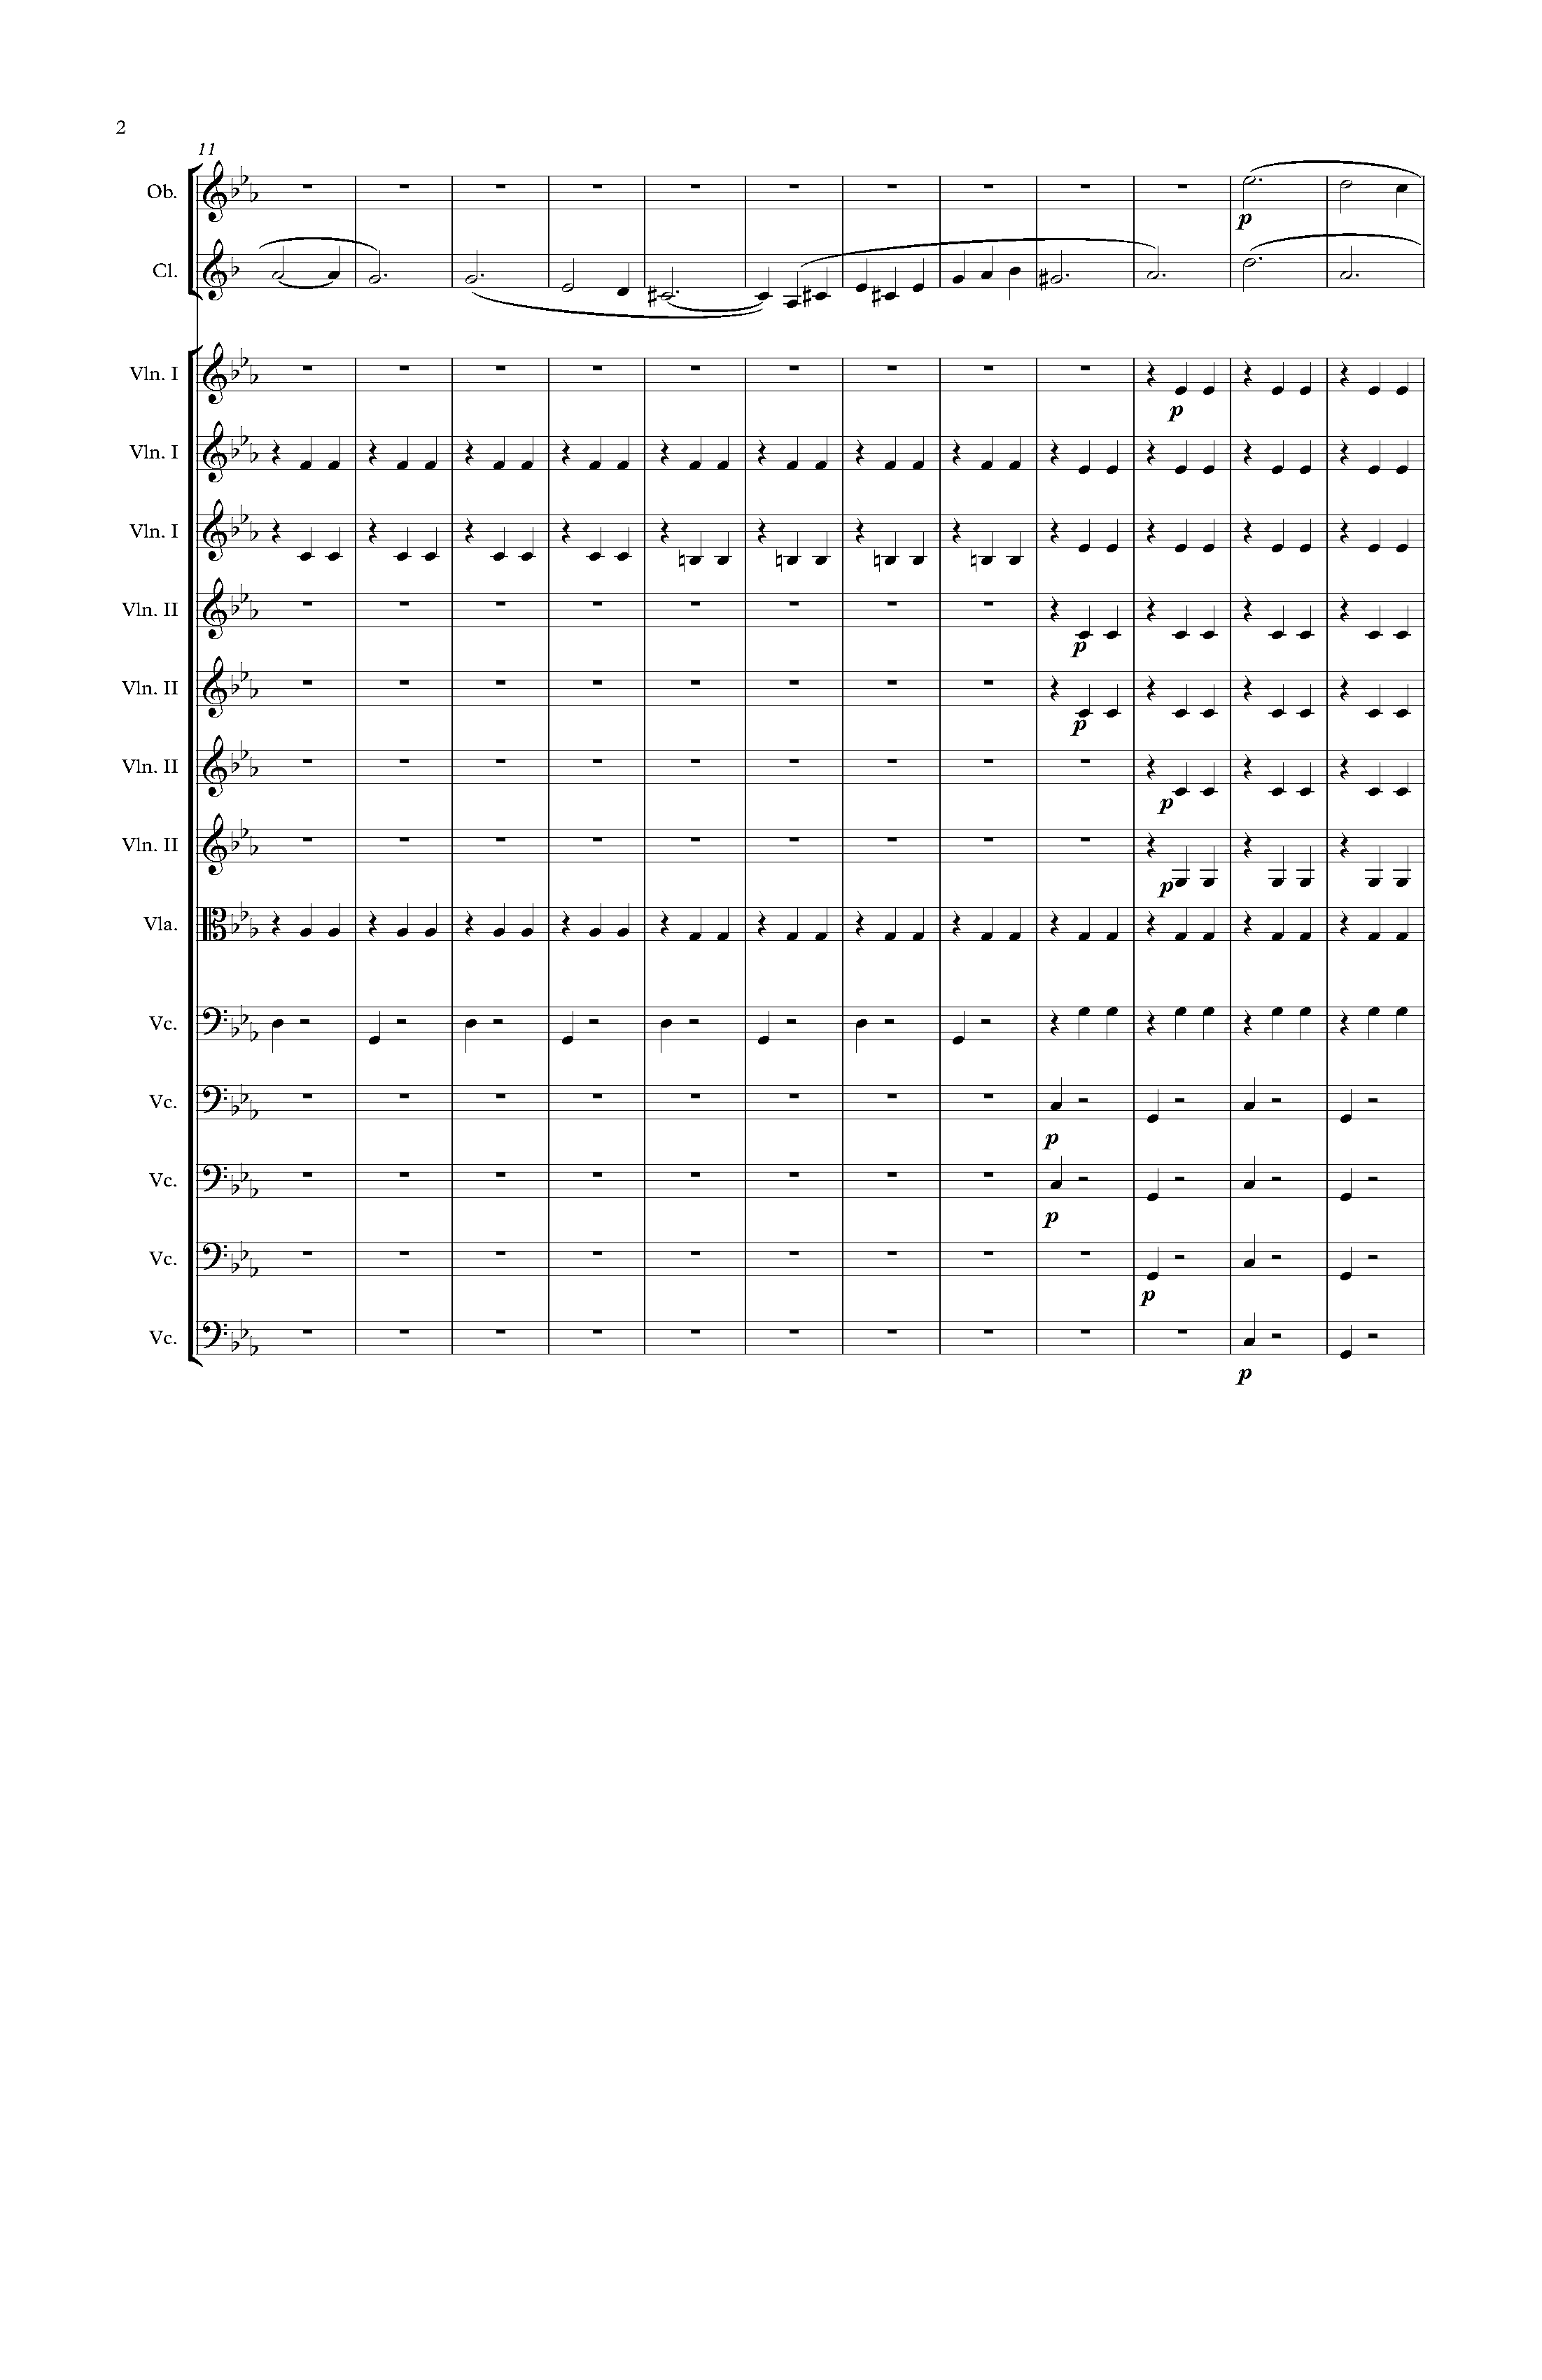 2
11
Ob.
p
Cl.
Vln. I
p
Vln. I
Vln. I
Vln. II
p
Vln. II
p
Vln. II
p
Vln. II
p
Vla.
Vc.
Vc.
p
Vc.
p
Vc.
p
Vc.
p